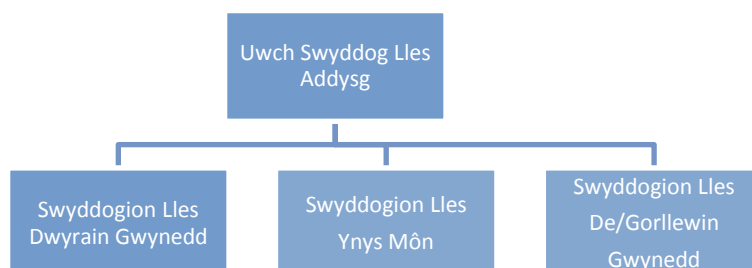 Uwch Swyddog Lles
Addysg
Swyddogion Lles
Dwyrain Gwynedd
Swyddogion Lles
Ynys Môn
Swyddogion Lles
De/Gorllewin
Gwynedd